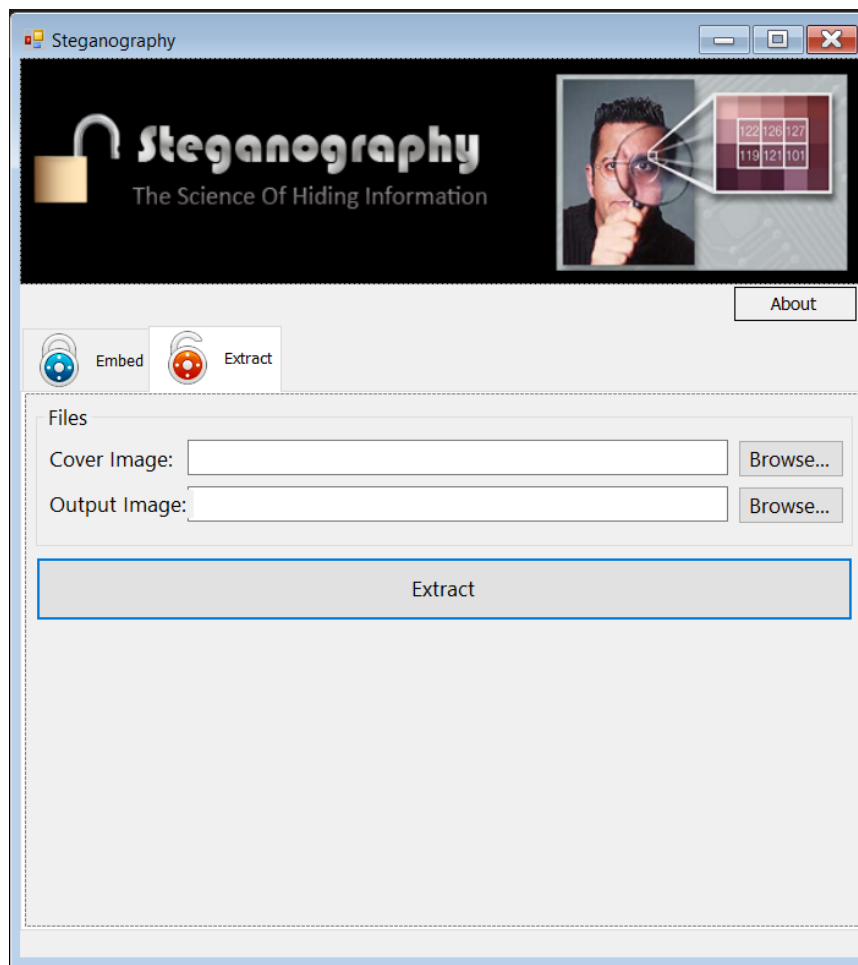 Steganography
Steganography
The Science Of Hiding Information
122 126 127
119 121 101
About
Embed
Extract
Files
Cover Image:
Browse...
Output Image:
Browse...
Extract